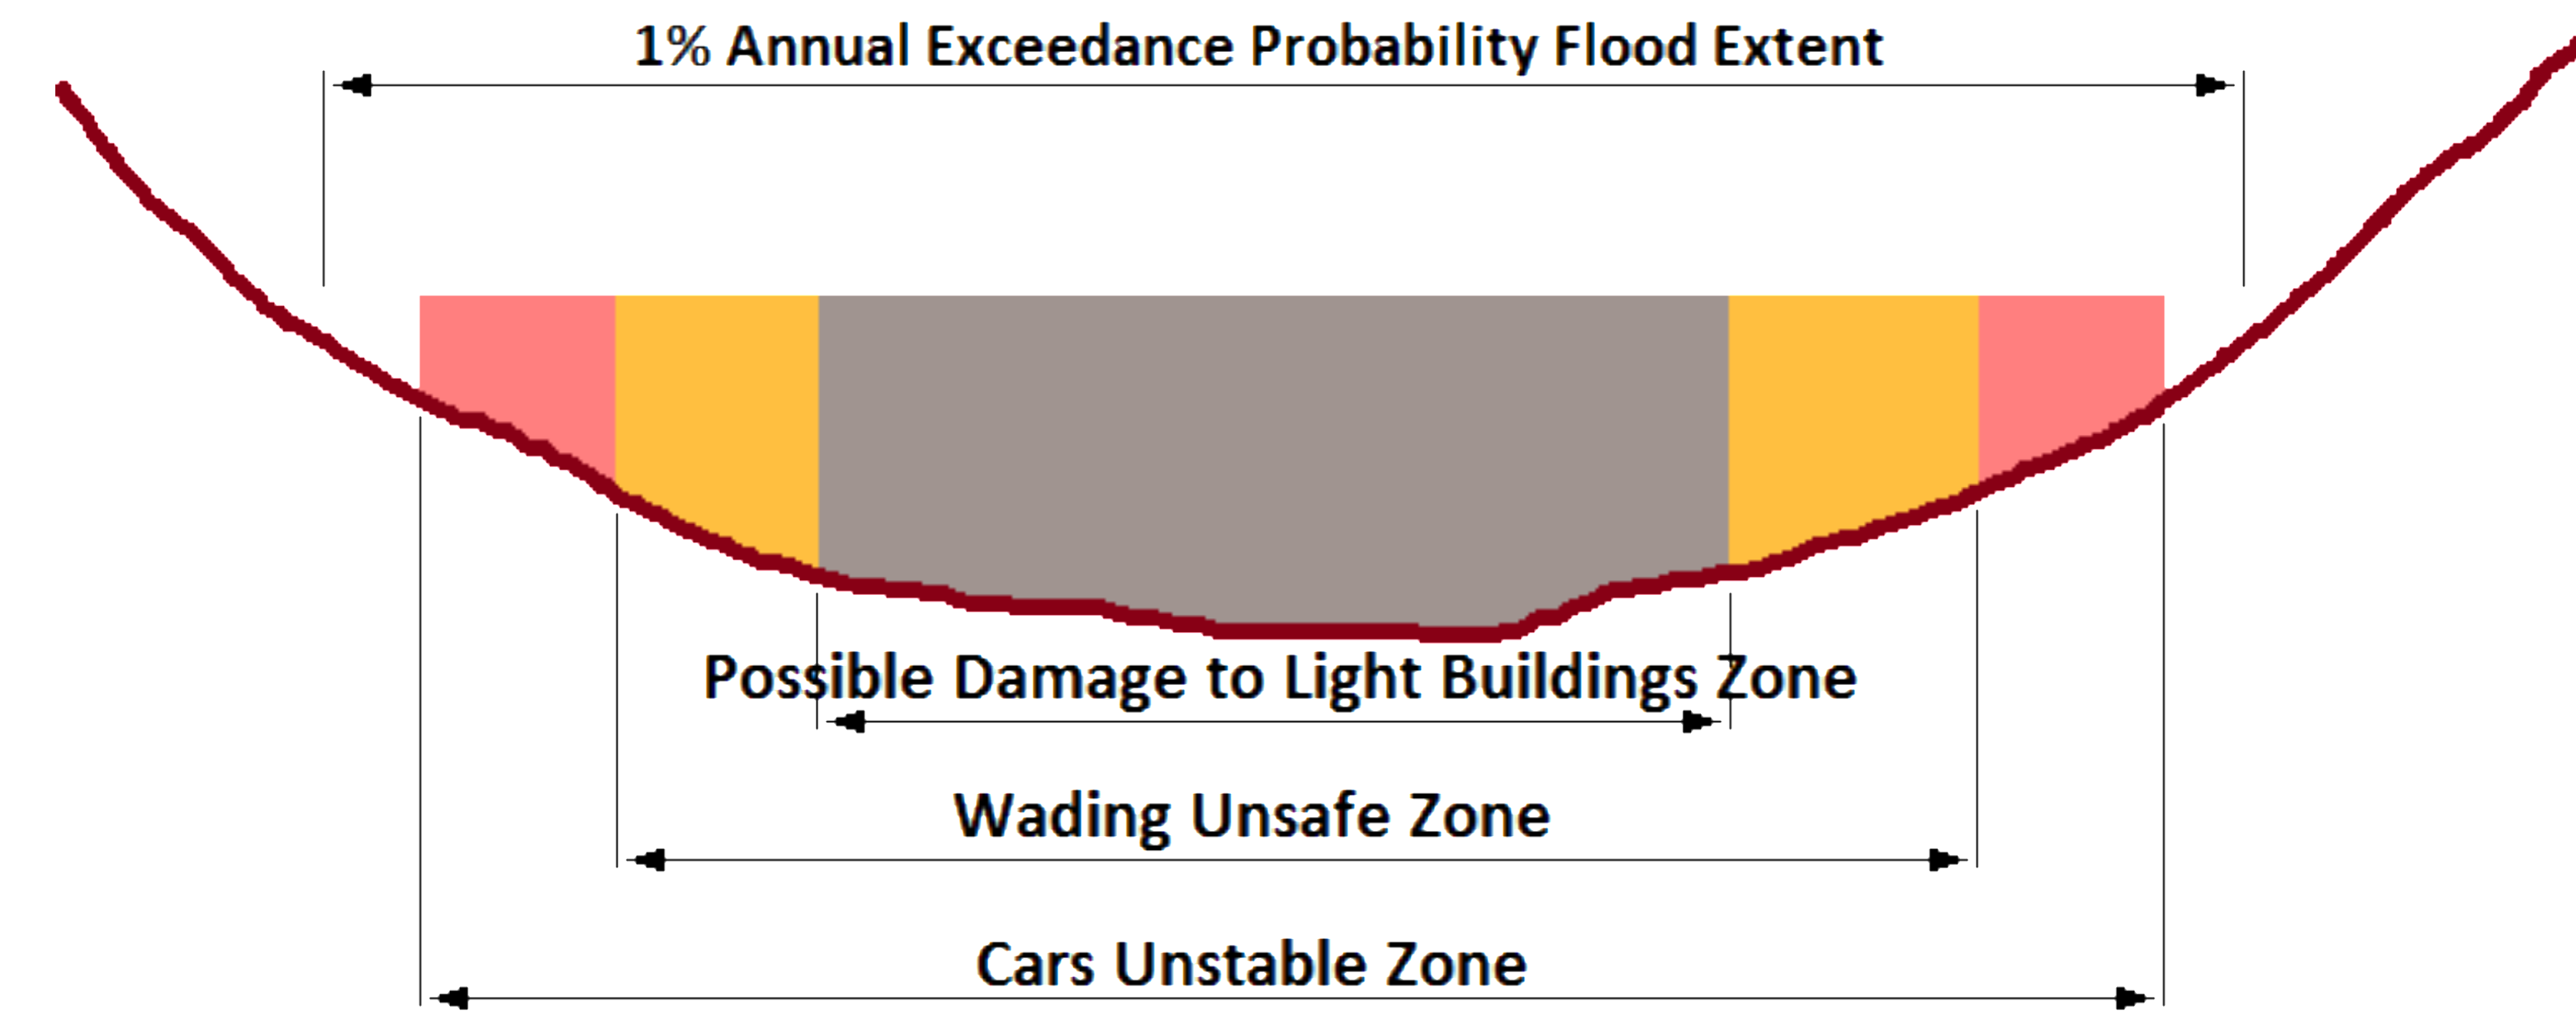 1% Annual Exceedance Probability Flood Extent
Possible Damage to Light Buildings Zone
Wading Unsafe Zone
Cars Unstable Zone